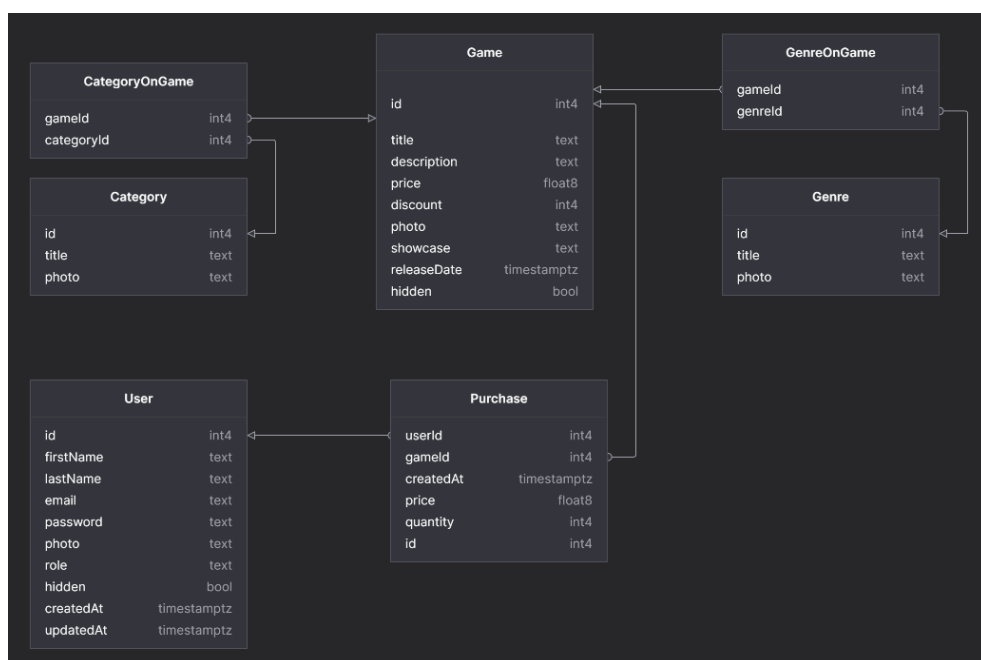 CategoryOnGame
gameId int4
categoryId int4
Category
id int4
title text
photo text
Game
id int4
title text
description text
price float8
discount int4
photo text
showcase text
releaseDate timestamptz
hidden bool
GenreOnGame
gameId int4
genreId int4
Genre
id int4
title text
photo text
User
id int4
firstName text
lastName text
email text
password text
photo text
role text
hidden bool
createdAt timestamptz
updatedAt timestamptz
Purchase
userId int4
gameId int4
createdAt timestamptz
price float8
quantity int4
id int4